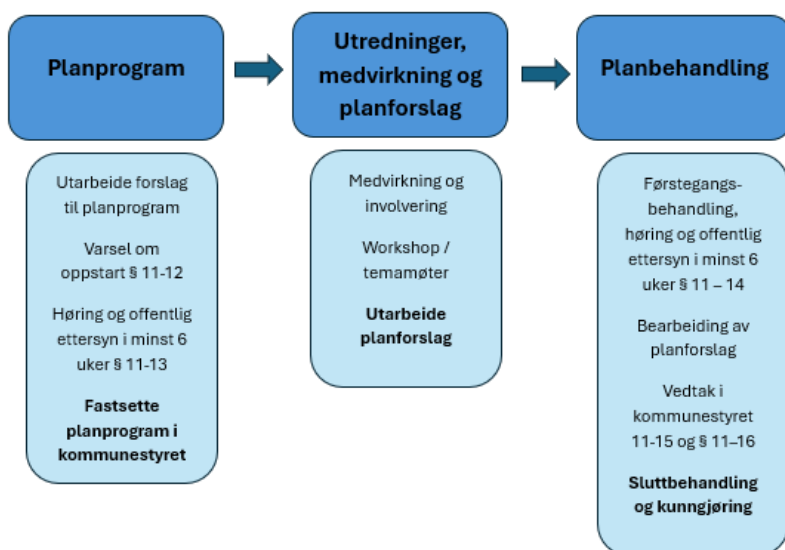 Planprogram
Utarbeide forslag
til planprogram
Varsel om
oppstart § 11-12
Høring og offentlig
ettersyn i minst 6
uker § 11-13
Fastsette
planprogram i
kommunestyret
Utredninger,
medvirkning og
planforslag
Medvirkning og
involvering
Workshop /
temamøter
Utarbeide
planforslag
Planbehandling
Førstegangs-
behandling,
høring og offentlig
ettersyn i minst 6
uker § 11 – 14
Bearbeiding av
planforslag
Vedtak i
kommunestyret
11-15 og § 11–16
Sluttbehandling
og kunngjøring